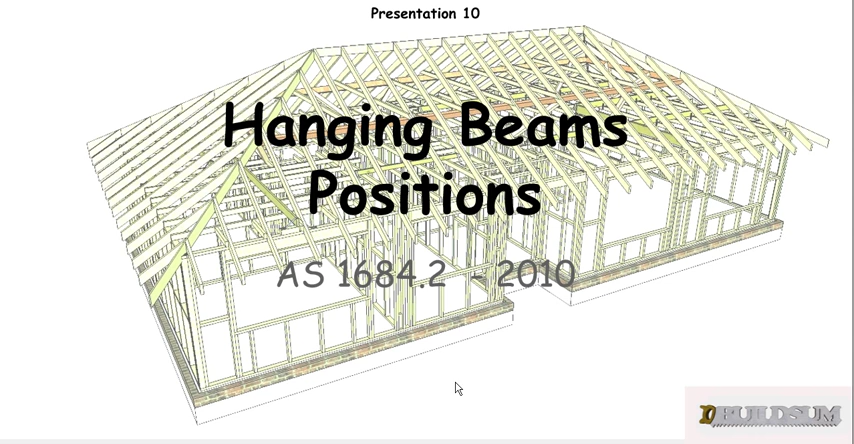 Presentation 10
Hanging Beams
Positions
AS 1684.2 - 2010
BUILDSUM